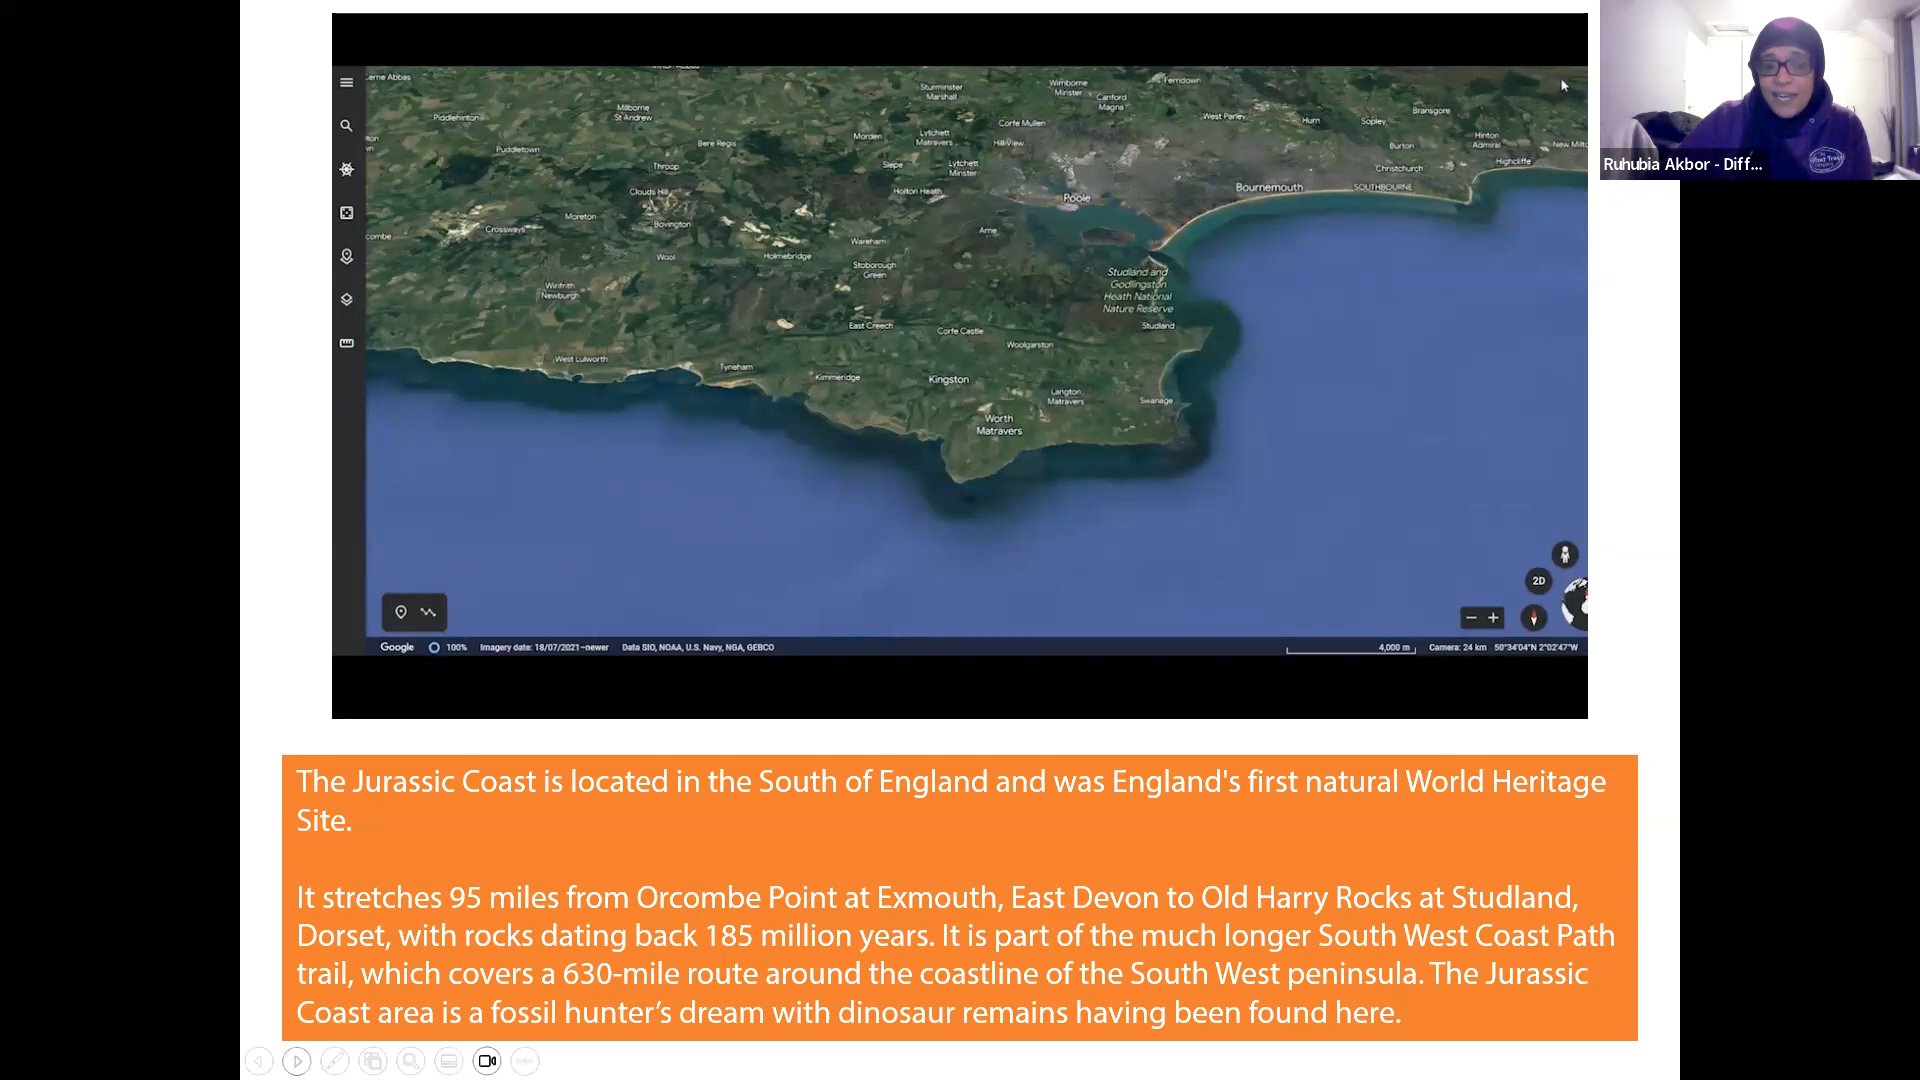 Cerne Abbas
Sturminster
Marshall
Wimborne
Minster
Ferndown
Canford
Magna
Milborne
St Andrew
Piddlehinton
Corfe Mullen
West Parley
Hurn
Sopley
Bransgore
Morden
Lytchett
Matravers
Hill View
Hinton
Admiral
New Milto
Puddletown
Bere Regis
Burton
Slepe
Lytchett
Minster
Highcliffe
Throop
Christchurch
Clouds Hill
Holton Heath
Poole
Bournemouth
SOUTHBOURNE
Moreton
Bovington
Crossways
Arne
combe
Wareham
Wool
Holmebridge
Stoborough
Green
Studland and
Godlingston
Heath National
Nature Reserve
Winfrith
Newburgh
East Creech
Corfe Castle
Studland
Woolgarston
West Lulworth
Tyneham
Kimmeridge
Kingston
Langton
Matravers
Swanage
Worth
Matravers
2D
Google
100%
Imagery date: 18/07/2021–newer
Data SIO, NOAA, U.S. Navy, NGA, GEBCO
4,000 m
Camera: 24 km
50°34'04"N 2°02'47"W
Ruhubia Akbor - Diff...
The Jurassic Coast is located in the South of England and was England's first natural World Heritage
Site.
It stretches 95 miles from Orcombe Point at Exmouth, East Devon to Old Harry Rocks at Studland,
Dorset, with rocks dating back 185 million years. It is part of the much longer South West Coast Path
trail, which covers a 630-mile route around the coastline of the South West peninsula. The Jurassic
Coast area is a fossil hunter’s dream with dinosaur remains having been found here.